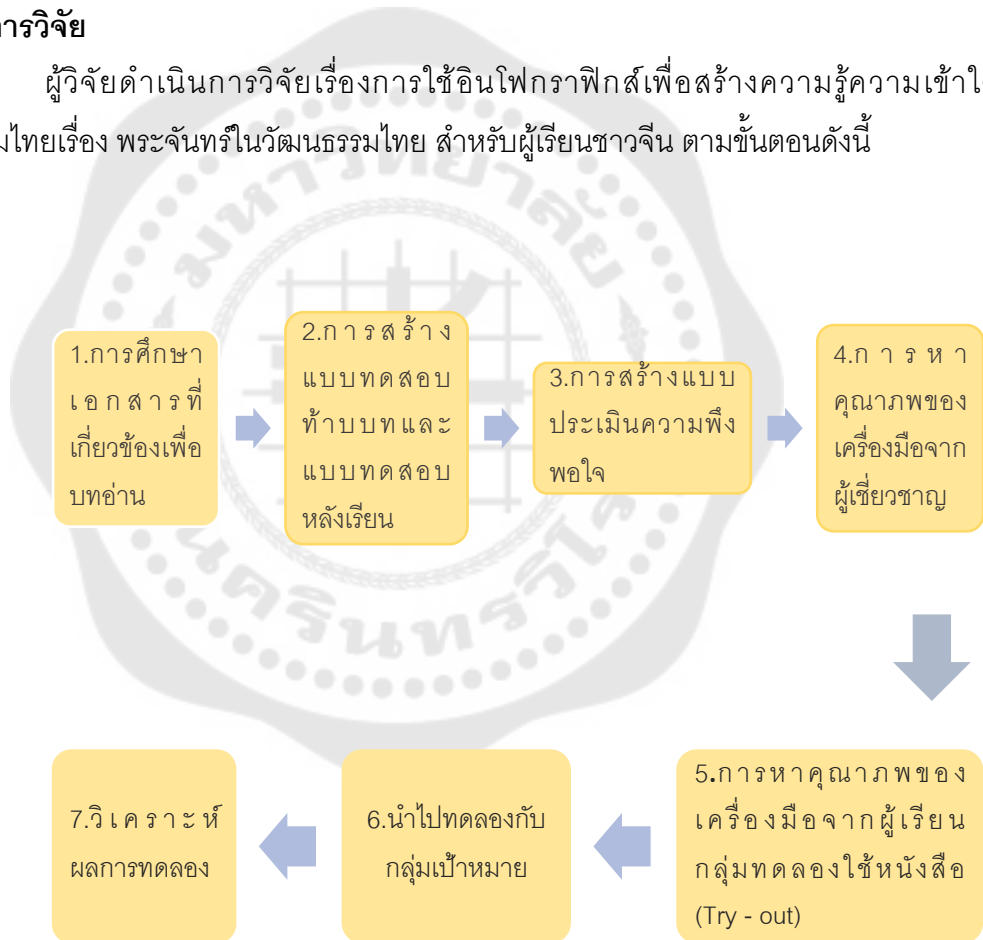 ารวิจัย
ผู้วิจัยดำเนินการวิจัยเรื่องการใช้อินโฟกราฟิกส์เพื่อสร้างความรู้ความเข้าใ
มไทยเรื่อง พระจันทร์ในวัฒนธรรมไทย สำหรับผู้เรียนชาวจีน ตามขั้นตอนดังนี้
มหาวิทยาลัย
1.การศึกษา
เอกสารที่
เกี่ยวข้องเพื่อ
บทอ่าน
2.การสร้าง
แบบทดสอบ
ท้าบบทและ
แบบทดสอบ
หลังเรียน
3.การสร้างแบบ
ประเมินความพึง
พอใจ
4.การหา
คุณาภพของ
เครื่องมือจาก
ผู้เชี่ยวชาญ
5.การหาคุณาภพของ
เครื่องมือจากผู้เรียน
กลุ่มทดลองใช้หนังสือ
(Try - out)
6.นำไปทดลองกับ
กลุ่มเป้าหมาย
7.วิเคราะห์
ผลการทดลอง